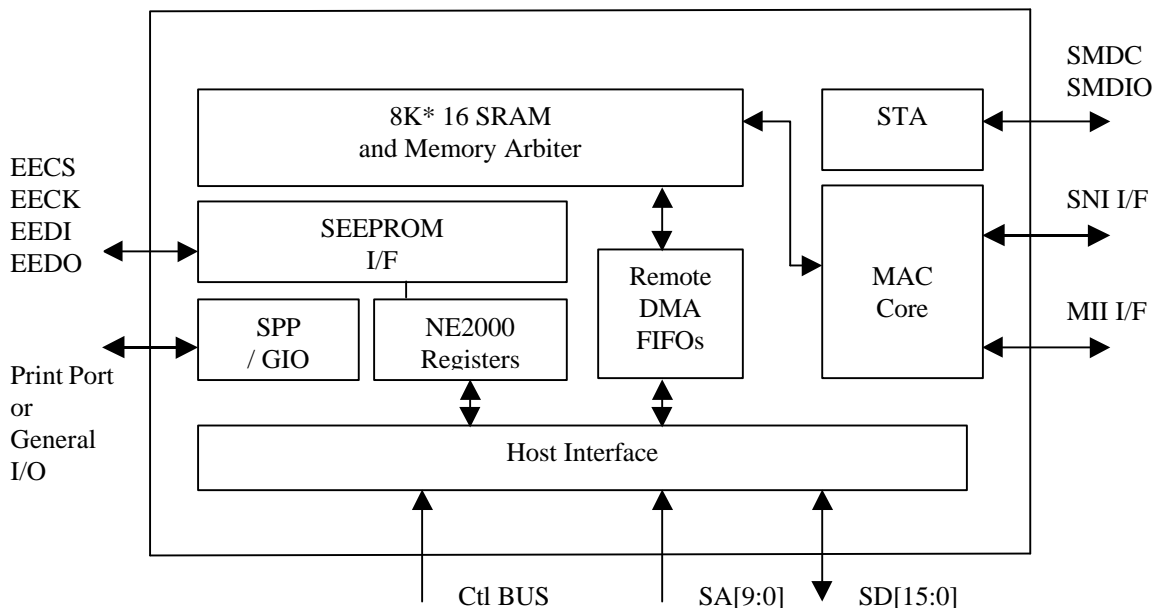 8K* 16 SRAM
and Memory Arbiter
STA
SMDC
SMDIO
EECS
EECK
EEDI
EEDO
SEEPROM
I/F
Remote
DMA
FIFOs
MAC
Core
SNI I/F
MII I/F
SPP
/ GIO
NE2000
Registers
Print Port
or
General
I/O
Host Interface
Ctl BUS
SA[9:0]
SD[15:0]